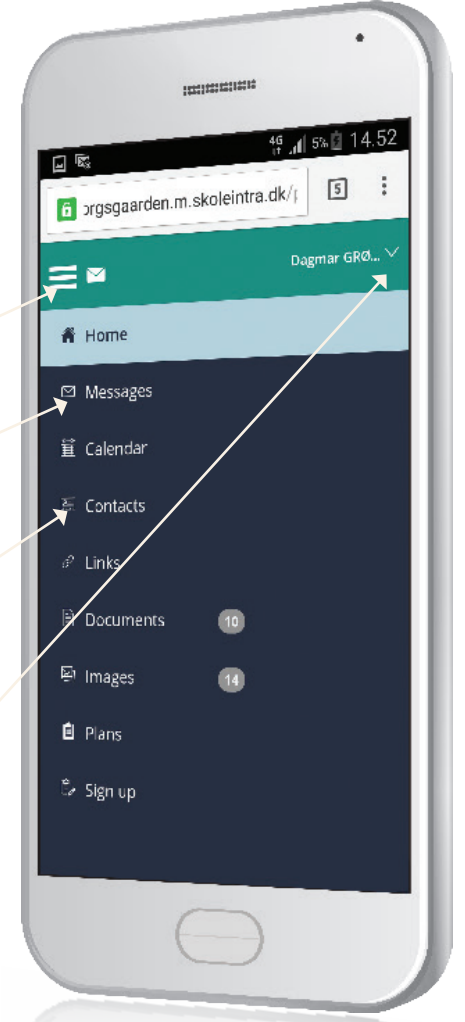 4G 5% 14.52
orgsgaarden.m.skoleintra.dk/p 5
Dagmar GRØ...
Home
Messages
Calendar
Contacts
Links
Documents 10
Images 14
Plans
Sign up